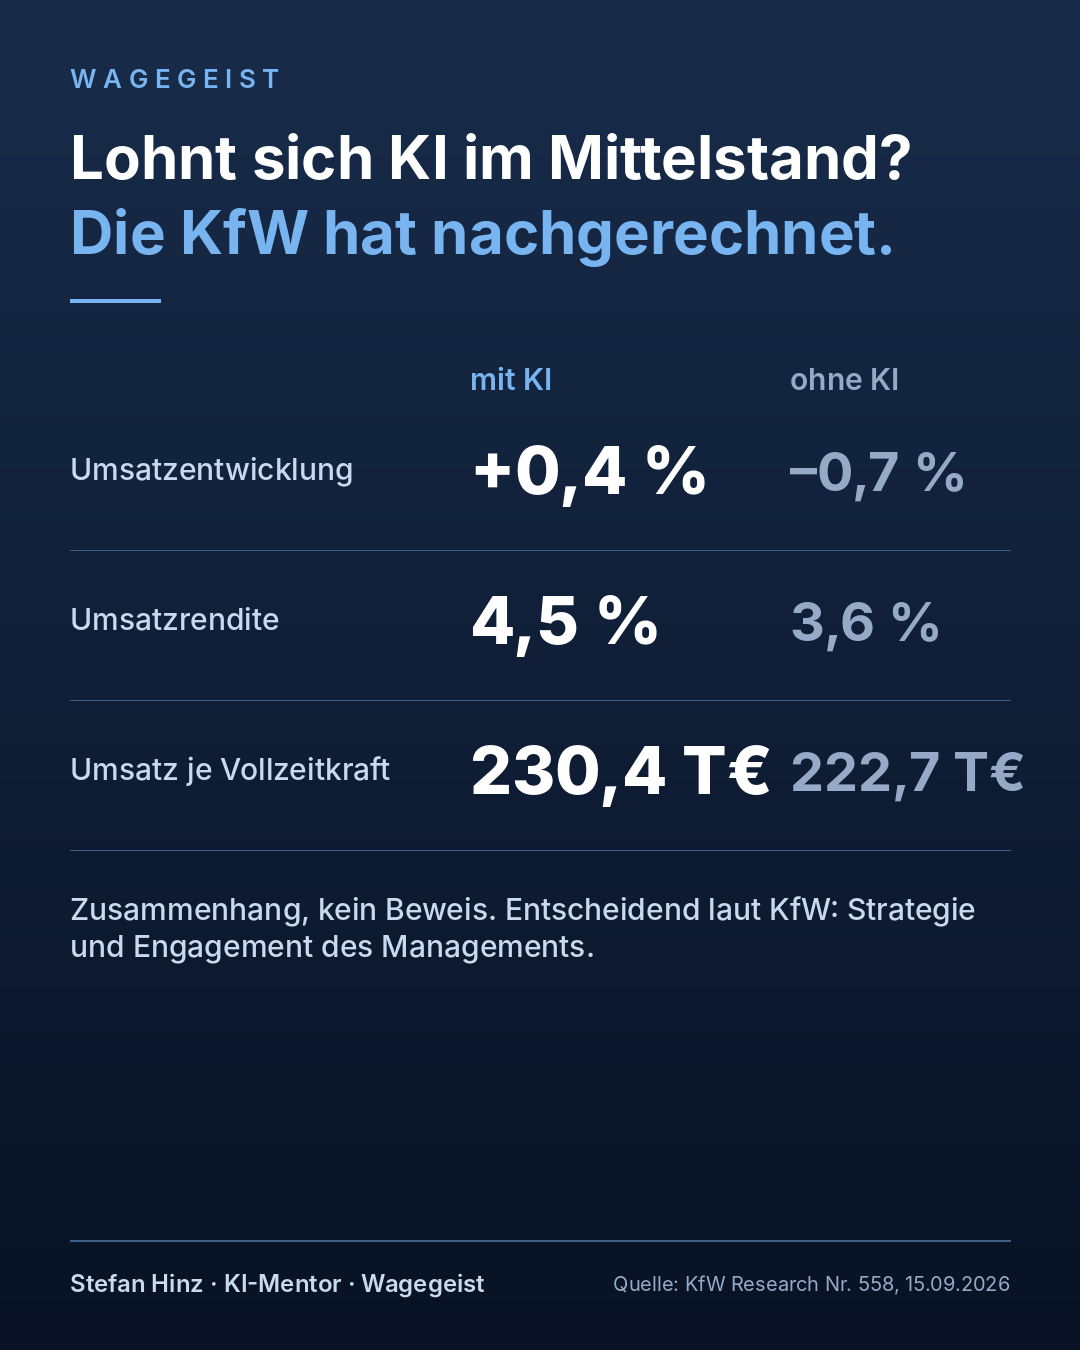 WAGEGEIST
Lohnt sich KI im Mittelstand?
Die KfW hat nachgerechnet.
mit KI ohne KI
Umsatzentwicklung +0,4 % –0,7 %
Umsatzrendite 4,5 % 3,6 %
Umsatz je Vollzeitkraft 230,4 T€ 222,7 T€
Zusammenhang, kein Beweis. Entscheidend laut KfW: Strategie
und Engagement des Managements.
Stefan Hinz · KI-Mentor · Wagegeist Quelle: KfW Research Nr. 558, 15.09.2026